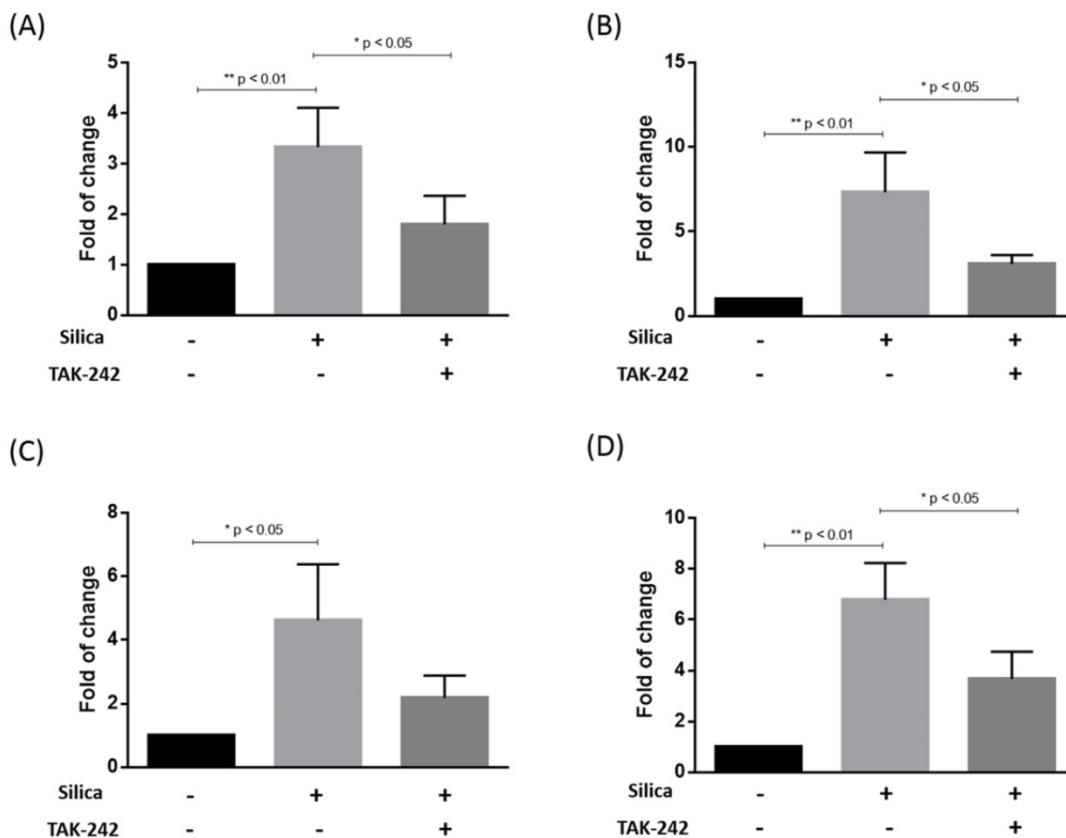 (A)
* p < 0.05
** p < 0.01
5
4
3
2
1
0
Fold of change
Silica - + +
TAK-242 - - +
(B)
15
* p < 0.05
** p < 0.01
10
5
0
Fold of change
Silica - + +
TAK-242 - - +
(C)
8
* p < 0.05
6
4
2
0
Fold of change
Silica - + +
TAK-242 - - +
(D)
10
* p < 0.05
** p < 0.01
8
6
4
2
0
Fold of change
Silica - + +
TAK-242 - - +